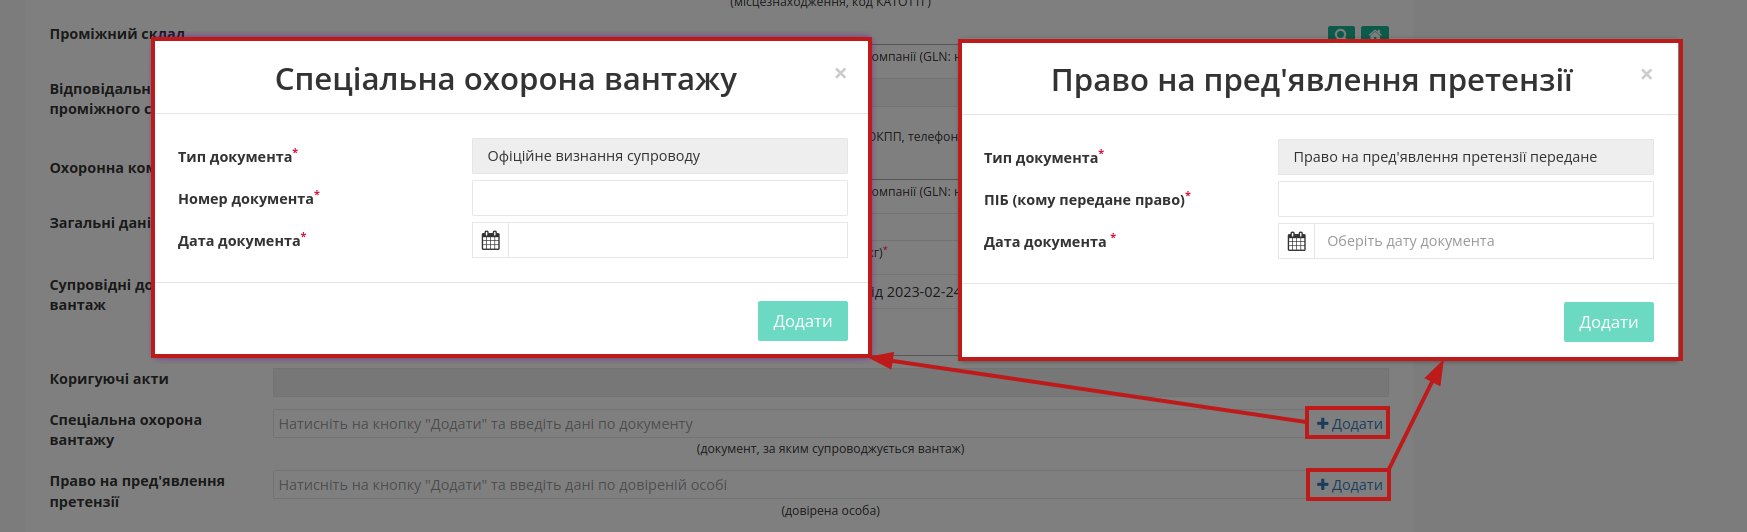 (місцезнаходження, код КАТОТТГ)
Проміжний склад
омпанії (GLN:
Відповідальн
проміжного с
ОКПП, телефон
Охоронна ком
омпанії (GLN:
Загальні дані
кг)*
Супровідні до
вантаж
ід 2023-02-24
Спеціальна охорона вантажу
×
Тип документа*
Офіційне визнання супроводу
Номер документа*
Дата документа*
Додати
Право на пред'явлення претензії
×
Тип документа*
Право на пред'явлення претензії передане
ПІБ (кому передане право)*
Дата документа *
Оберіть дату документа
Додати
Коригуючі акти
Спеціальна охорона
вантажу
Натисніть на кнопку "Додати" та введіть дані по документу
+ Додати
(документ, за яким супроводжується вантаж)
Право на пред'явлення
претензії
Натисніть на кнопку "Додати" та введіть дані по довіреній особі
+ Додати
(довірена особа)